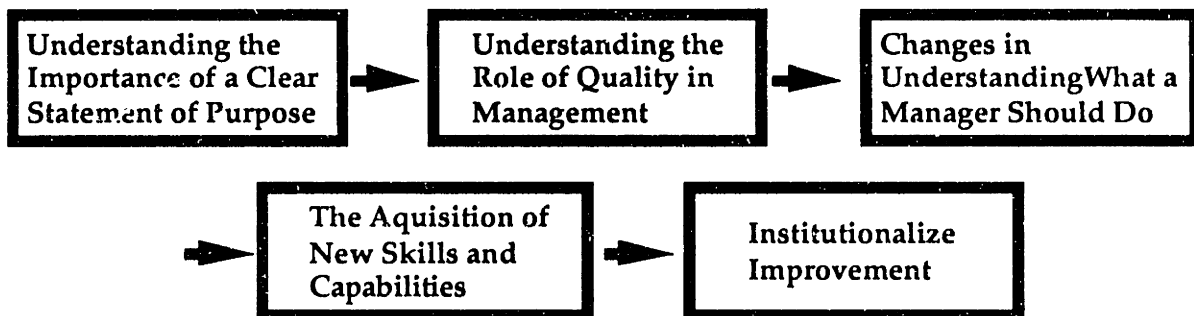 Understanding the
Importance of a Clear
Statement of Purpose
Understanding the
Role of Quality in
Management
Changes in
UnderstandingWhat a
Manager Should Do
The Aquisition of
New Skills and
Capabilities
Institutionalize
Improvement